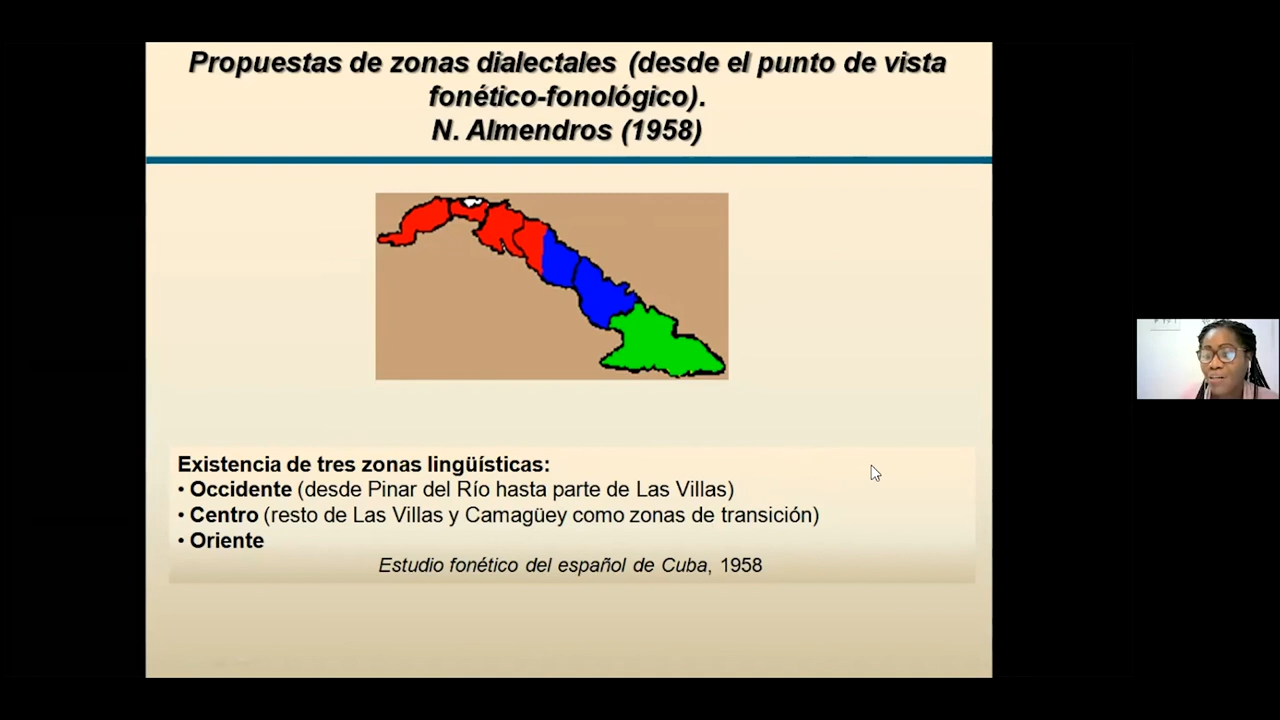 Propuestas de zonas dialectales (desde el punto de vista
fonético-fonológico).
N. Almendros (1958)
Existencia de tres zonas lingüísticas:
• Occidente (desde Pinar del Río hasta parte de Las Villas)
• Centro (resto de Las Villas y Camagüey como zonas de transición)
• Oriente
Estudio fonético del español de Cuba, 1958